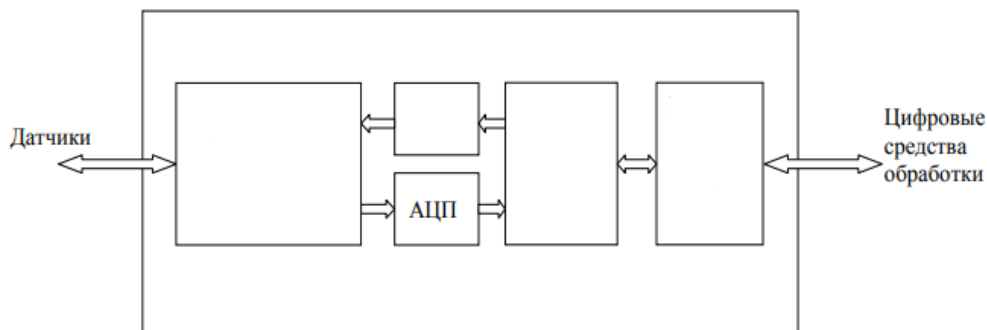 Датчики
АЦП
Цифровые
средства
обработки